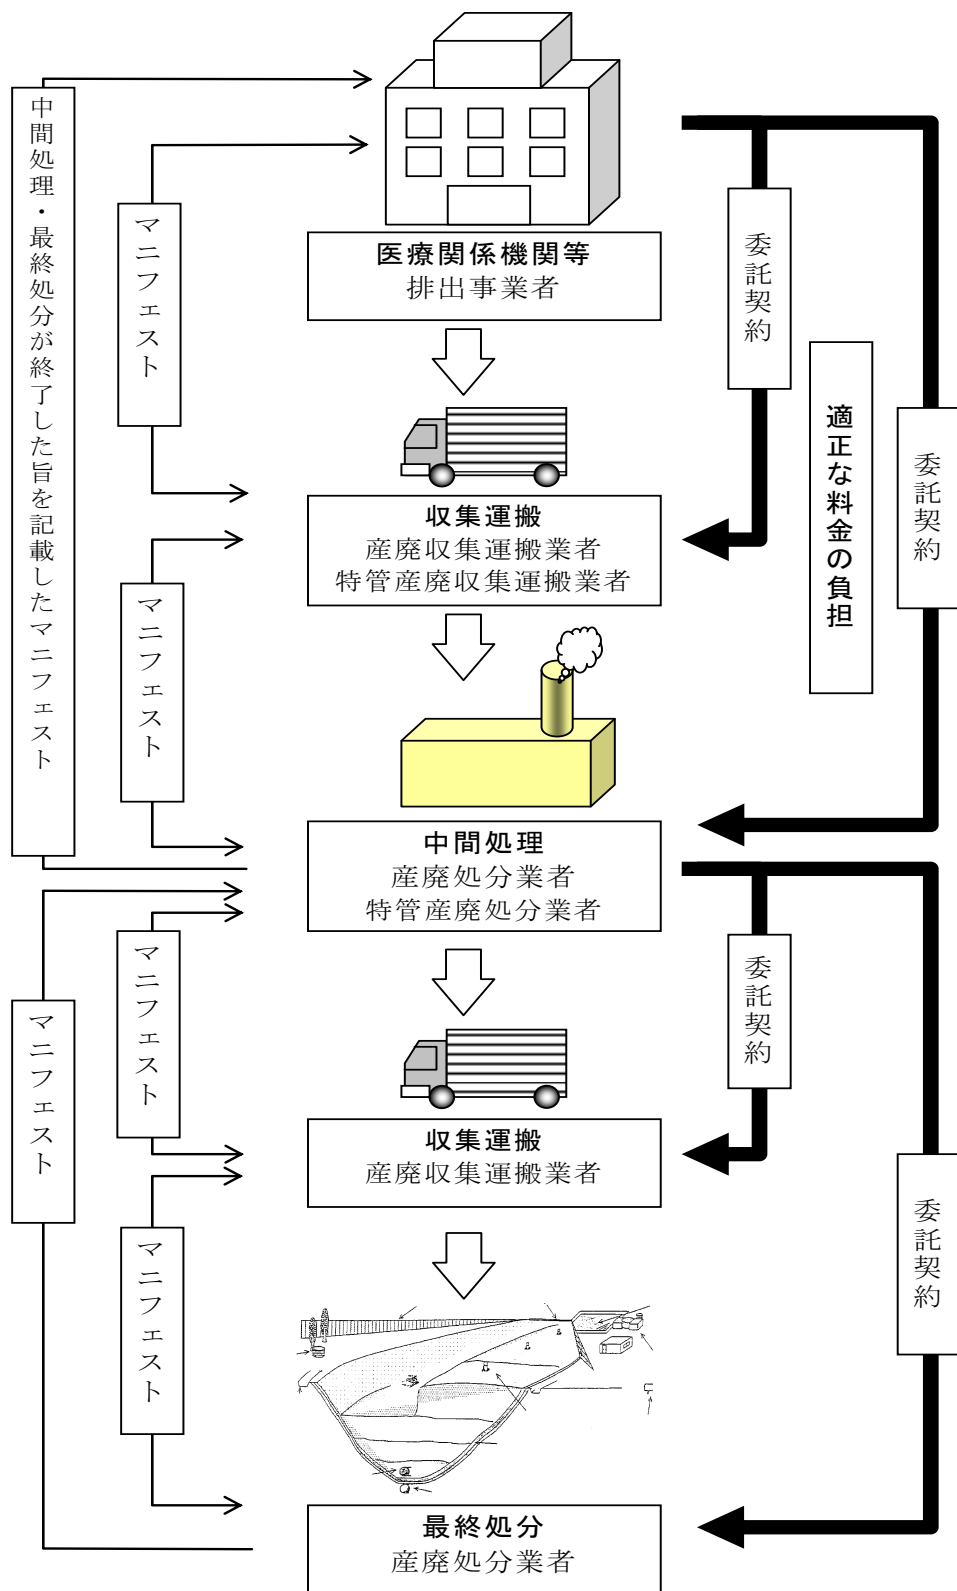 中間処理・最終処分が終了した旨を記載したマニフェスト
マニフェスト
医療関係機関等
排出事業者
委託契約
適正な料金の負担
委託契約
収集運搬
産廃収集運搬業者
特管産廃収集運搬業者
マニフェスト
中間処理
産廃処分業者
特管産廃処分業者
マニフェスト
マニフェスト
委託契約
収集運搬
産廃収集運搬業者
委託契約
マニフェスト
最終処分
産廃処分業者